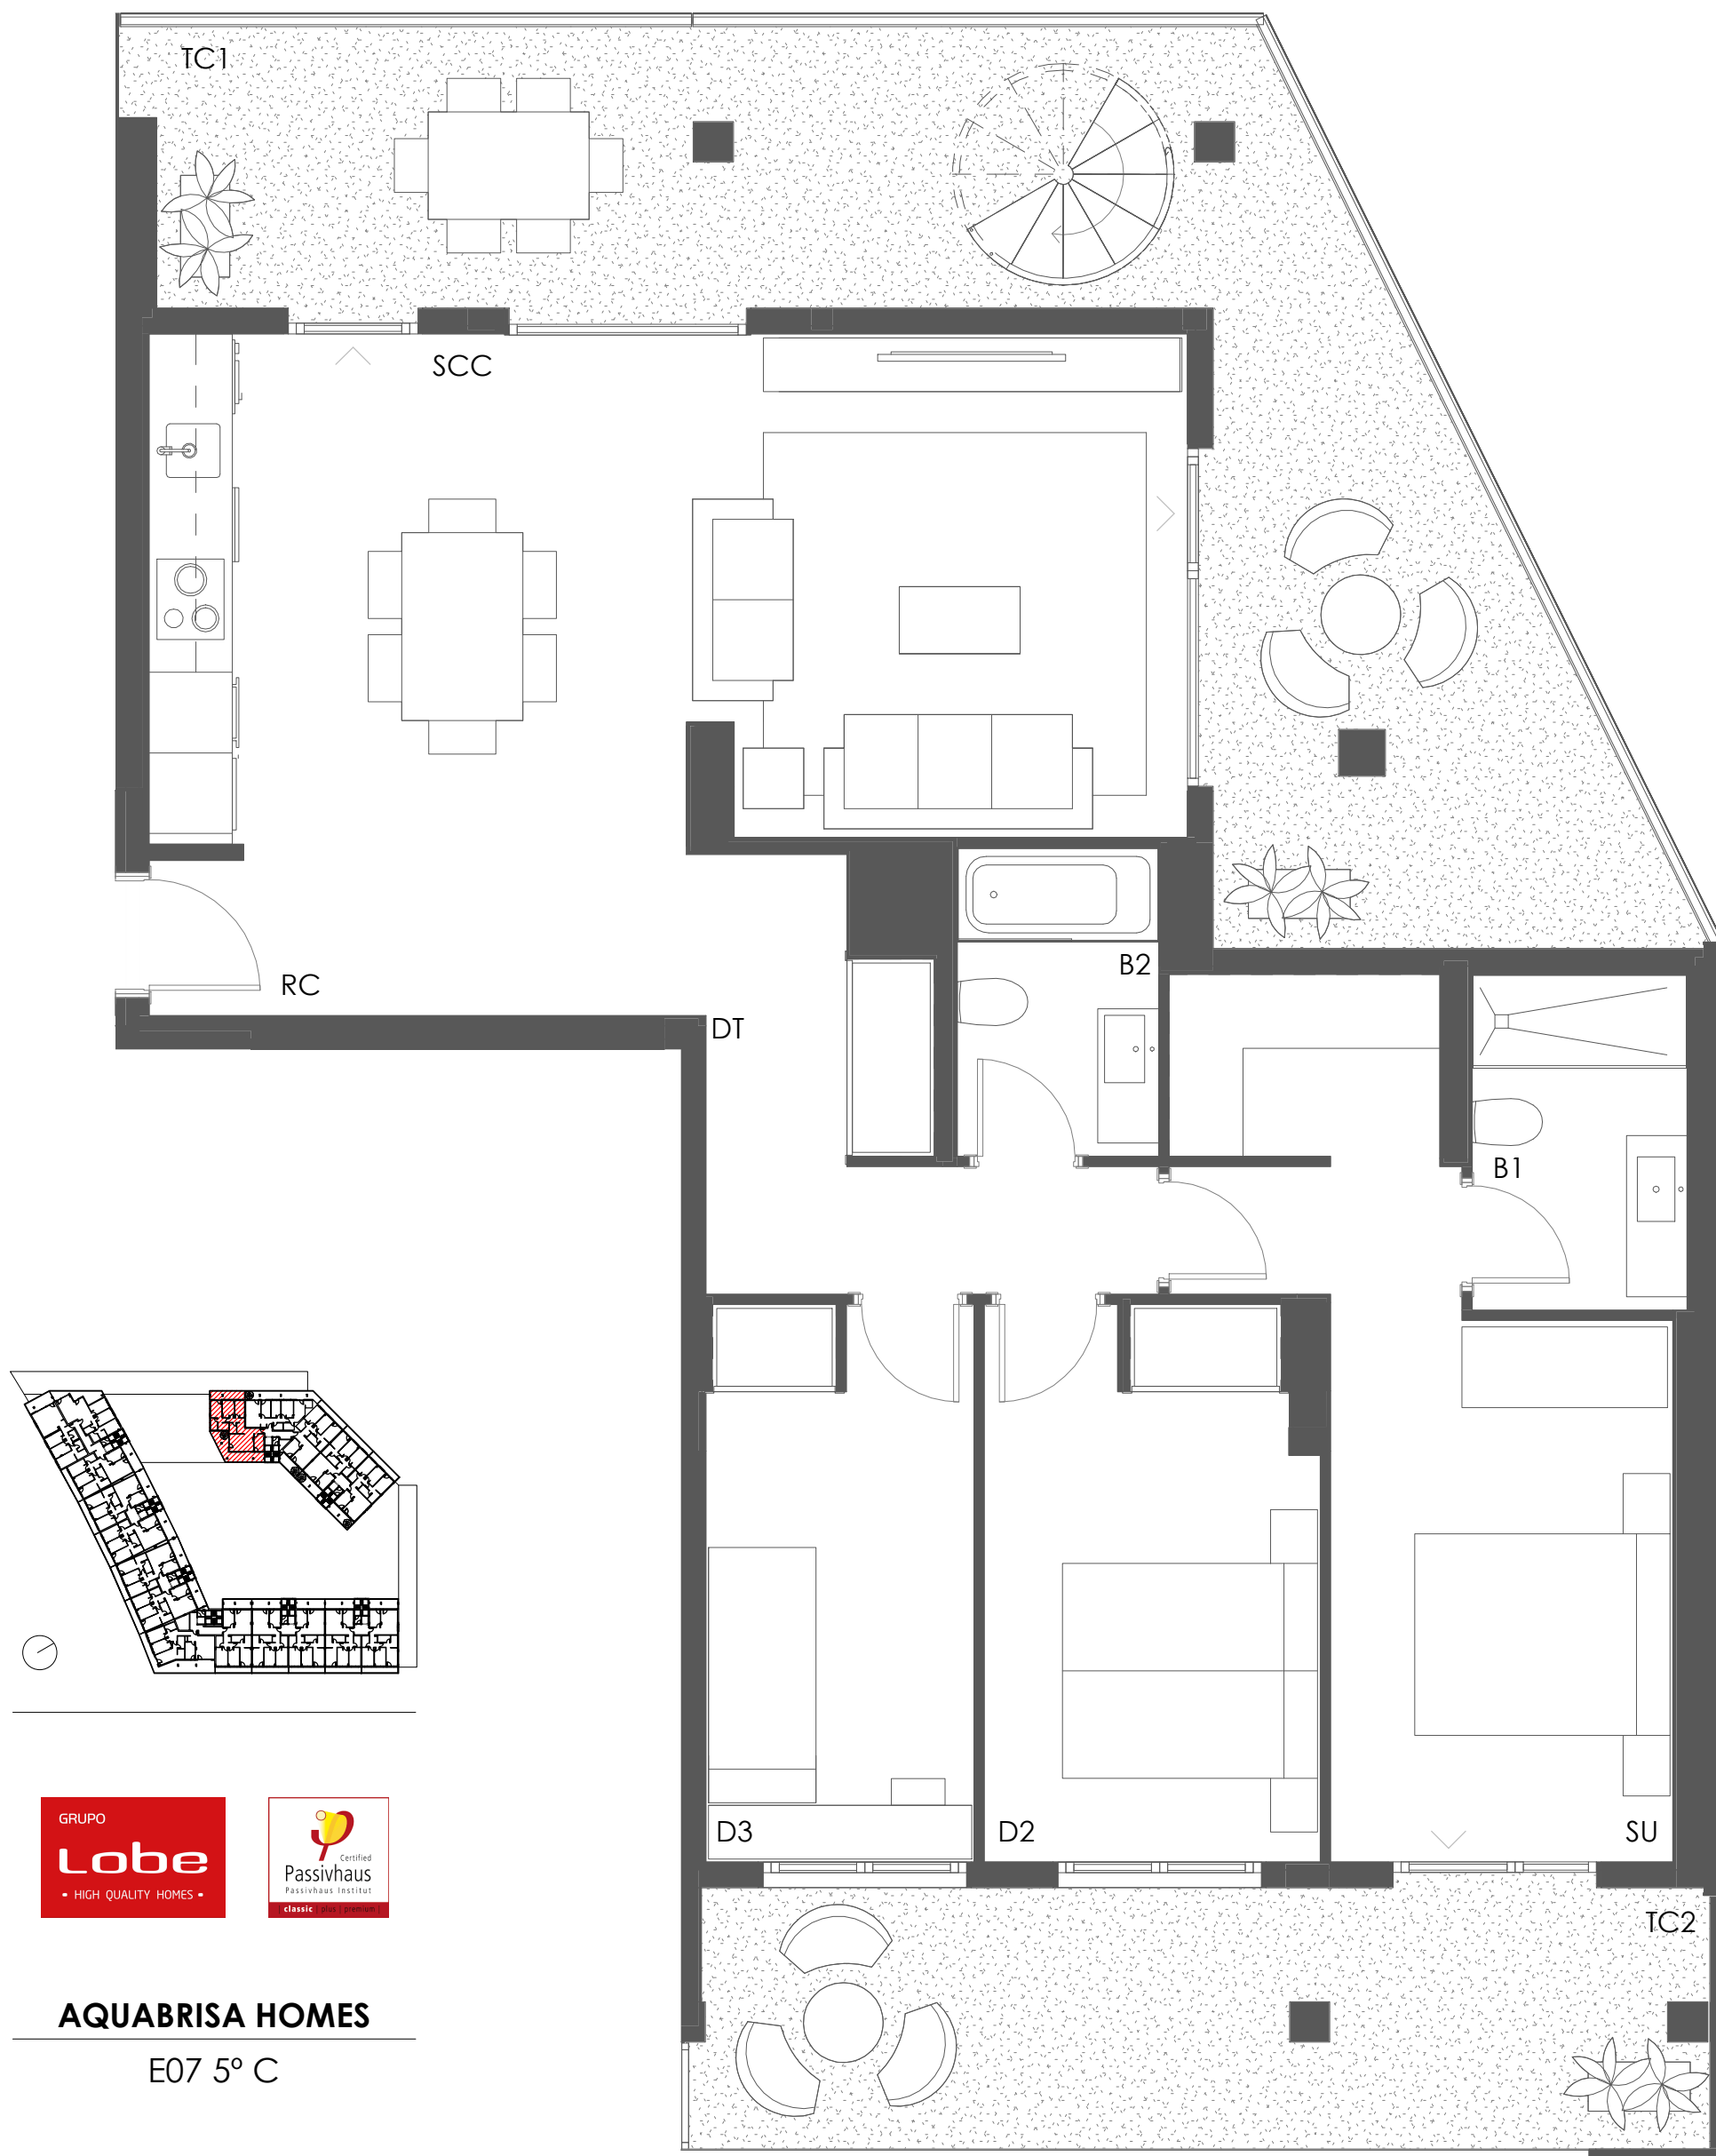 TC1
SCC
B2
RC
DT
B1
D3
D2
SU
TC2
GRUPO
Lobe
• HIGH QUALITY HOMES •
Certified
Passivhaus
Passivhaus Institut
| classic | plus | premium |
AQUABRISA HOMES
E07 5º C